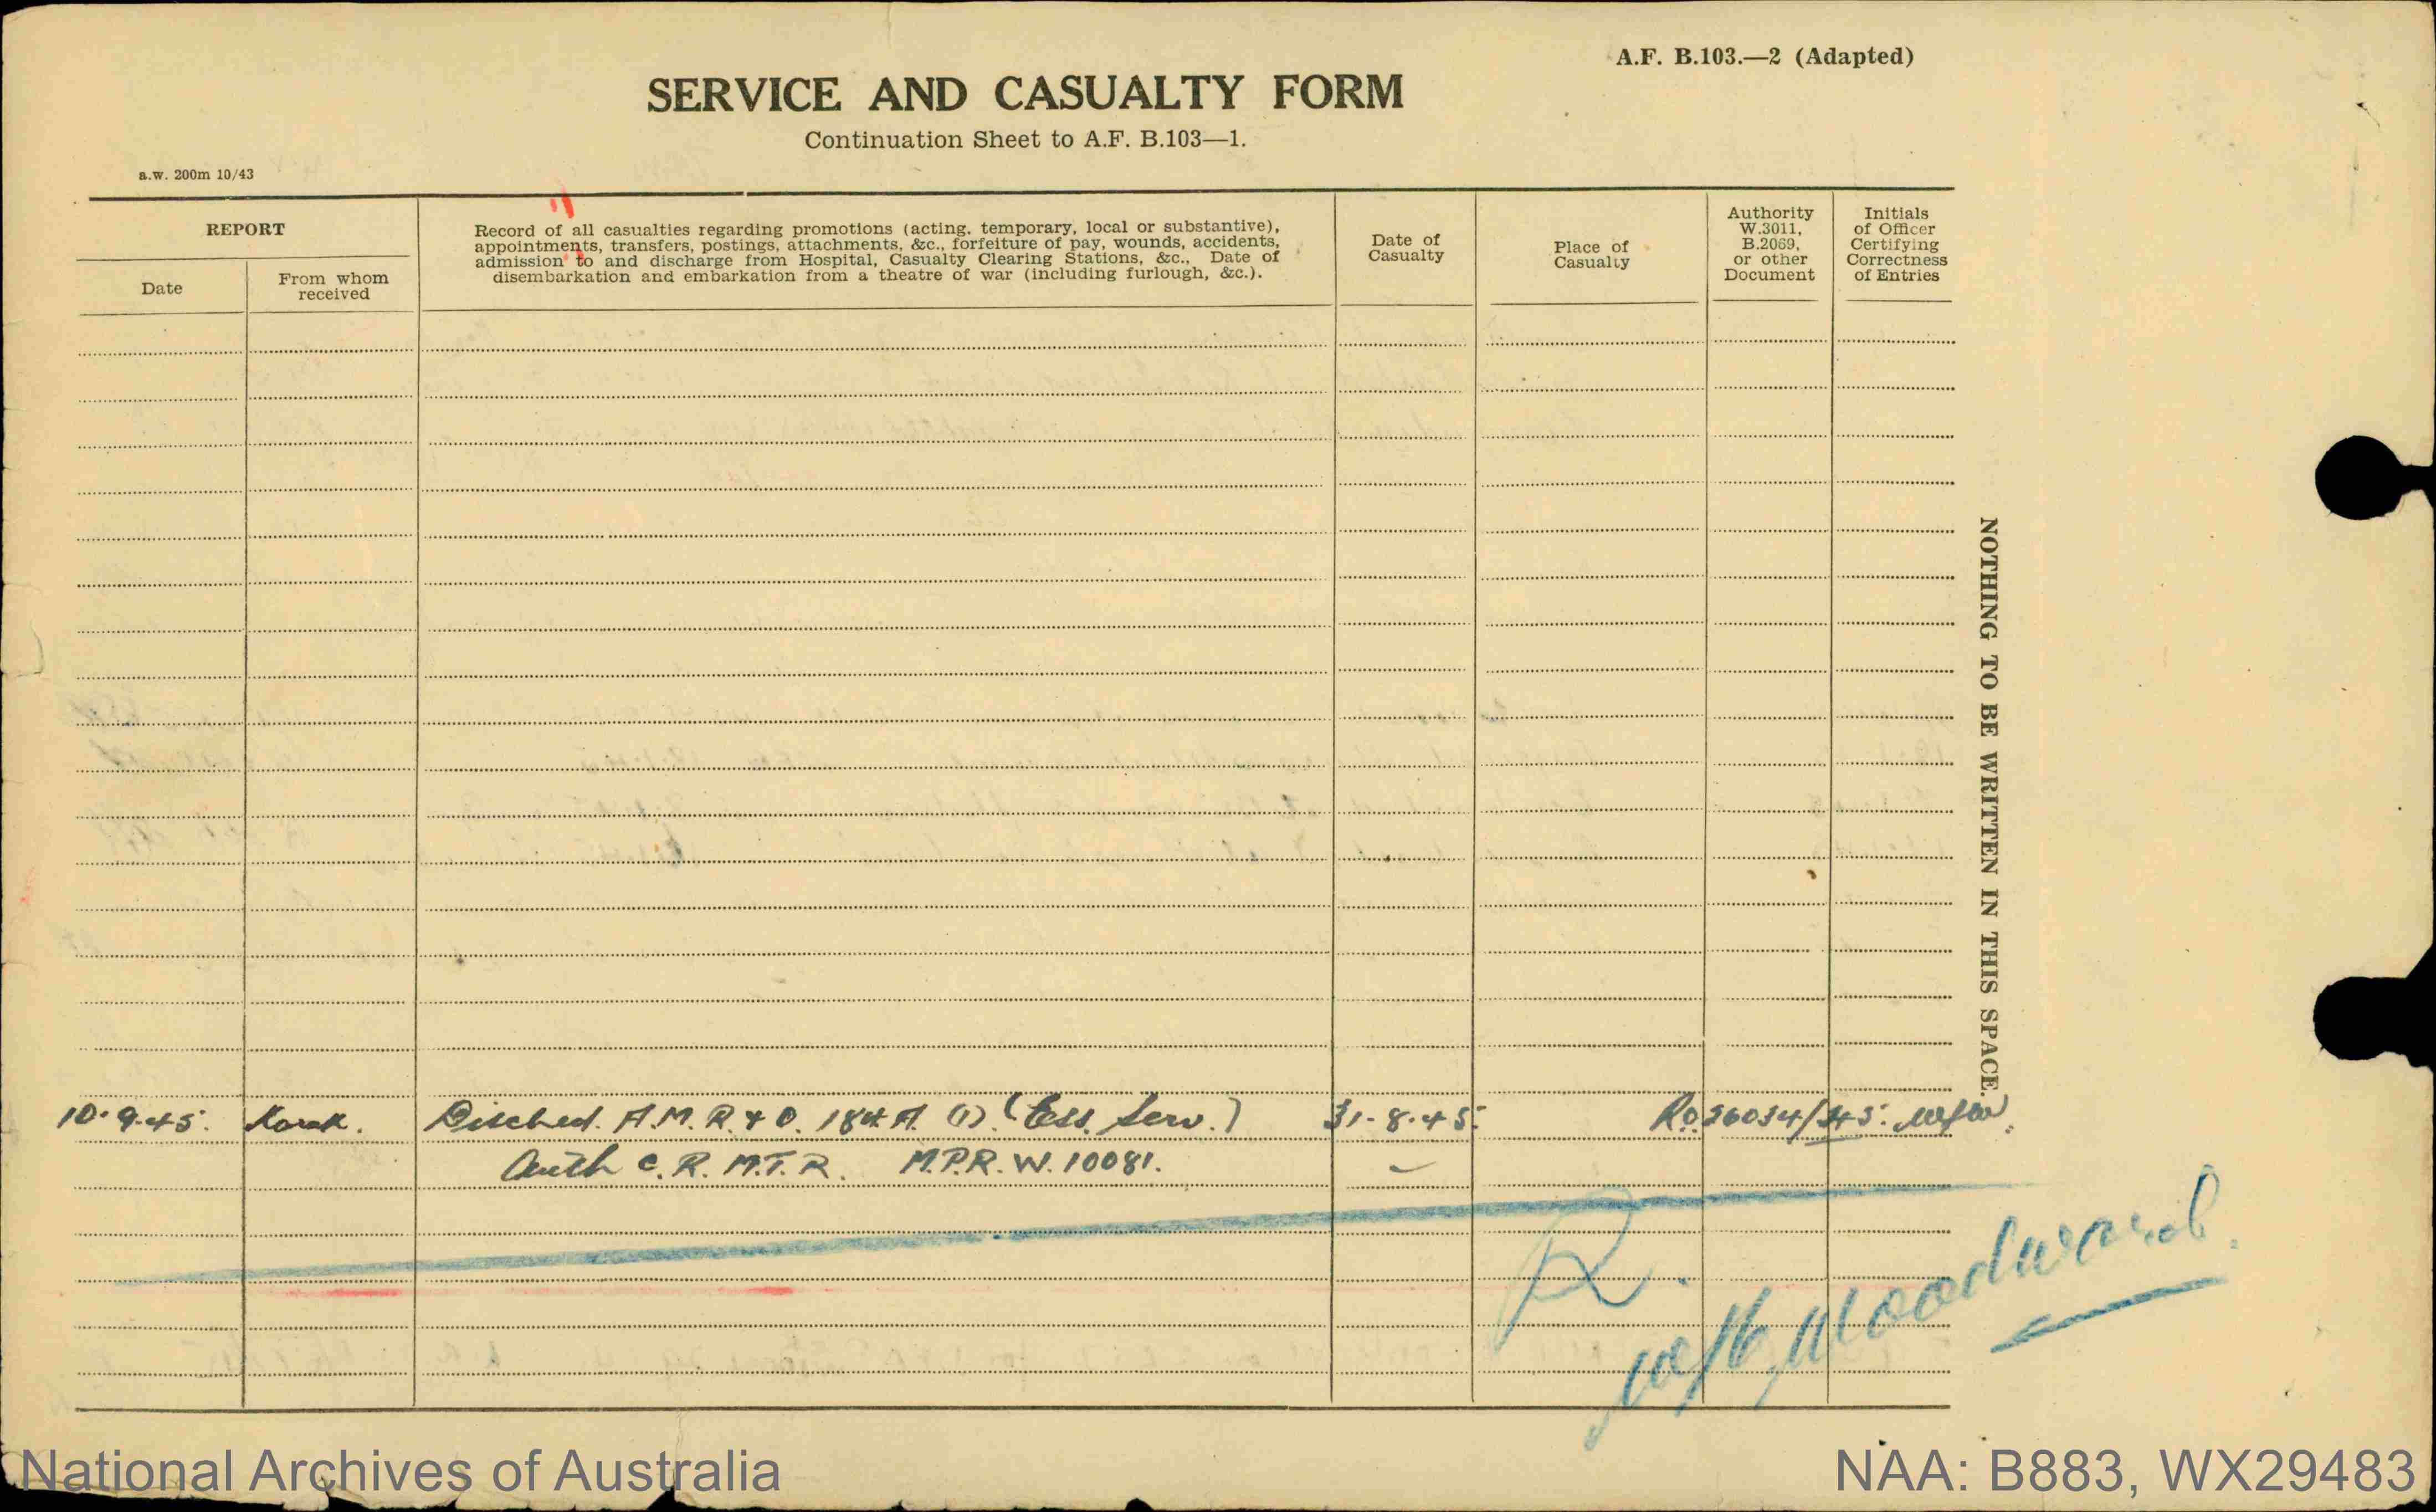 A.F. B.103.—2 (Adapted)
SERVICE AND CASUALTY FORM
Continuation Sheet to A.F. B.103—1.
a.w. 200m 10/43
REPORT
Date
From whom
received
Record of all casualties regarding promotions (acting, temporary, local or substantive),
appointments, transfers, postings, attachments, &c., forfeiture of pay, wounds, accidents,
admission to and discharge from Hospital, Casualty Clearing Stations, &c., Date of
disembarkation and embarkation from a theatre of war (including furlough, &c.).
Date of
Casualty
Place of
Casualty
Authority
W.3011,
B.2069,
or other
Document
Initials
of Officer
Certifying
Correctness
of Entries
NOTHING TO BE WRITTEN IN THIS SPACE.
10.9.45. Disched. A.M.R. & O. 184 A (1) (Ess. Serv.) 31.8.45.
Auth C.R.M.T.R. M.P.R.W. 10081.
R.
Woodward.
National Archives of Australia
NAA: B883, WX29483